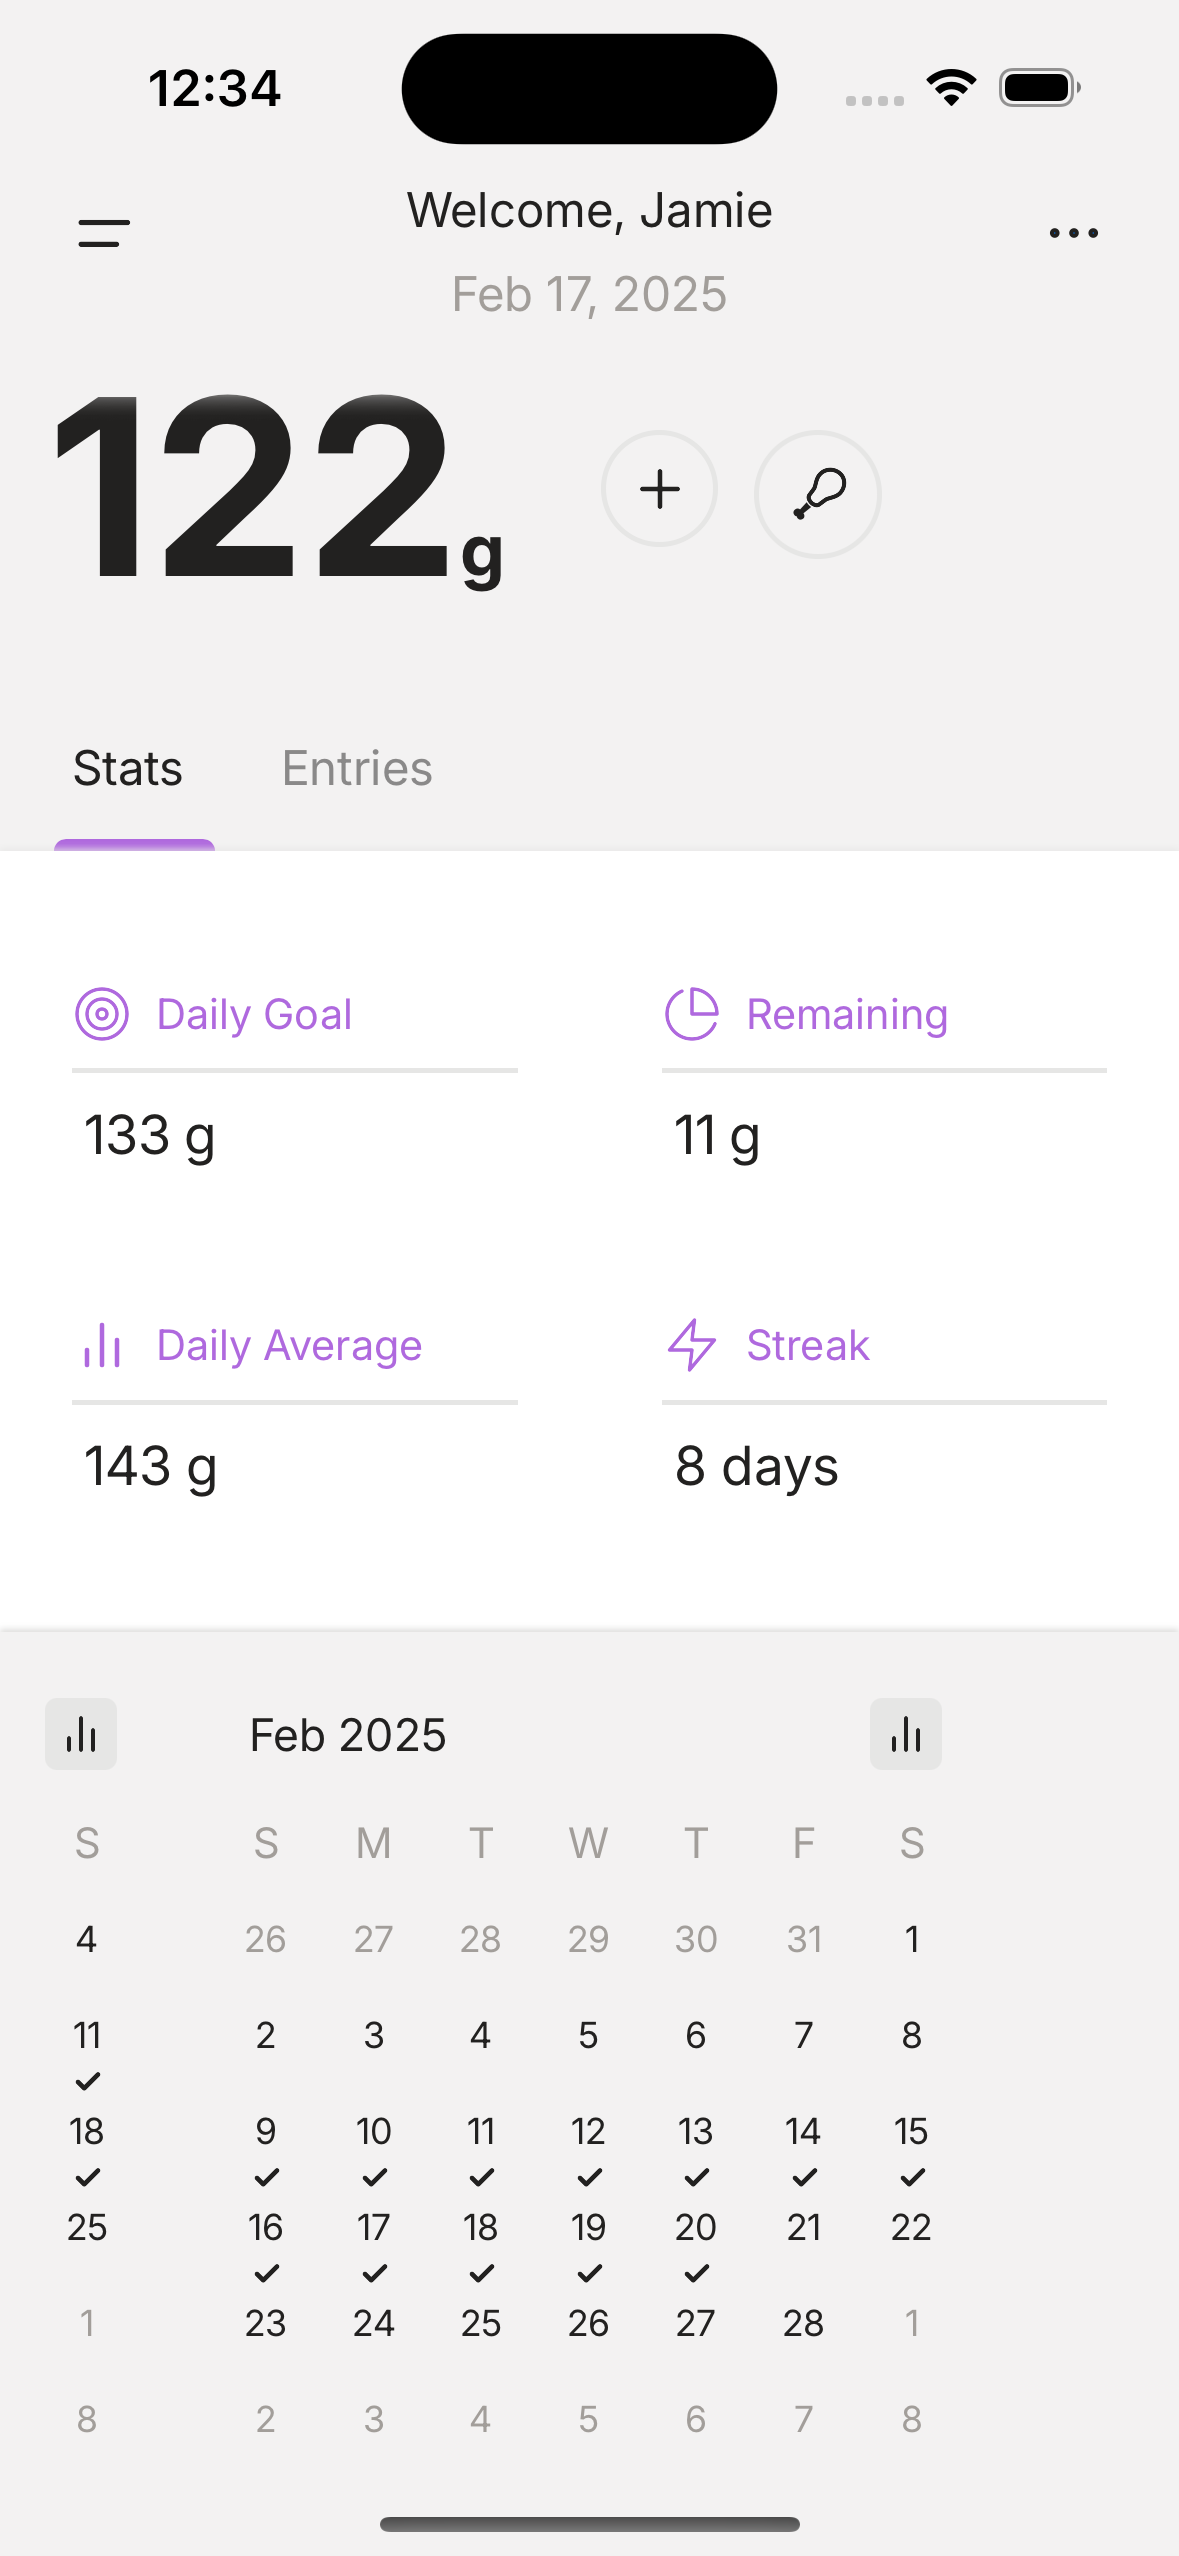 12:34
Welcome, Jamie
Feb 17, 2025
122 g
Stats Entries
Daily Goal Remaining
133 g 11 g
Daily Average Streak
143 g 8 days
Feb 2025
S S M T W T F S
4 26 27 28 29 30 31 1
11 2 3 4 5 6 7 8
18 9 10 11 12 13 14 15
25 16 17 18 19 20 21 22
1 23 24 25 26 27 28 1
8 2 3 4 5 6 7 8